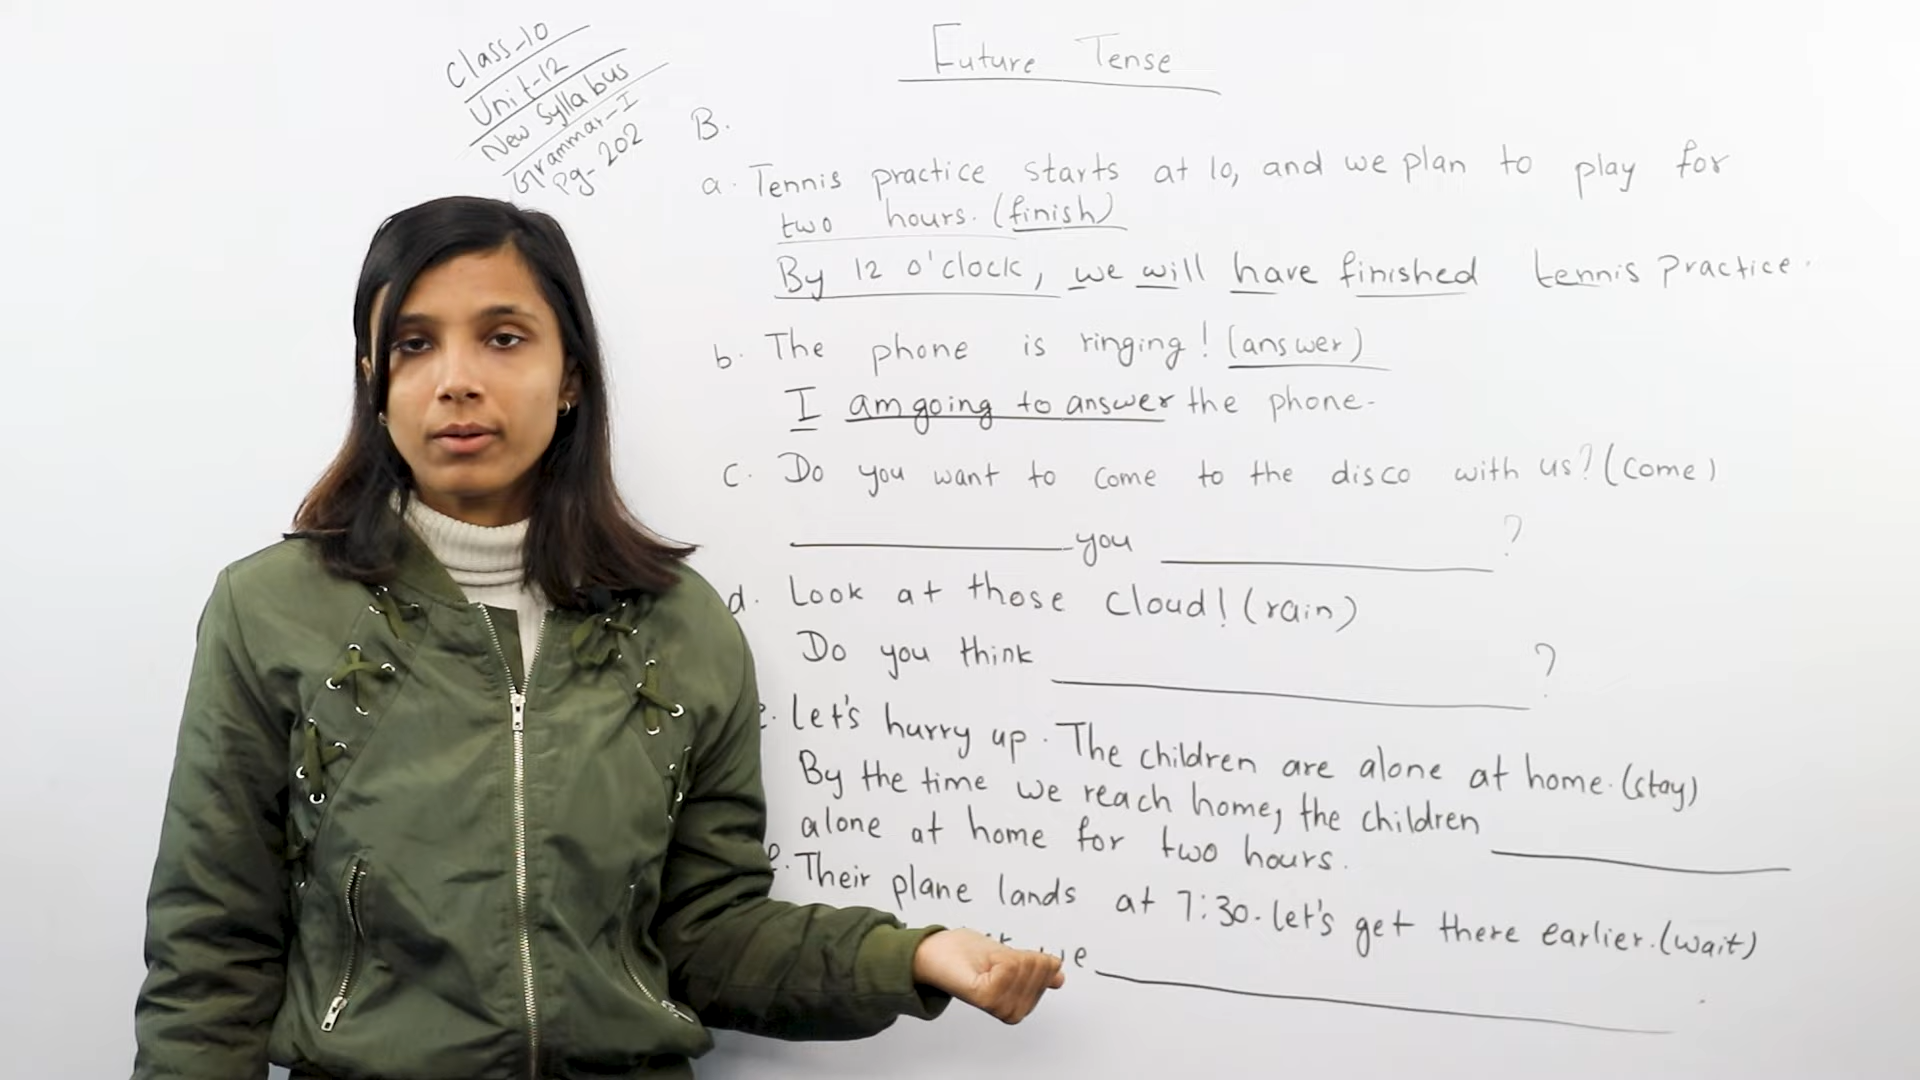 Class-10
Unit-12
New Syllabus
Grammar-I
Pg-202
Future Tense
B.
a. Tennis practice starts at 10, and we plan to play for
two hours. (finish)
By 12 o'clock, we will have finished tennis practice.
b. The phone is ringing! (answer)
I am going to answer the phone.
c. Do you want to come to the disco with us? (come)
you ?
d. Look at those cloud! (rain)
Do you think ?
e. Let's hurry up. The children are alone at home. (stay)
By the time we reach home, the children
alone at home for two hours.
f. Their plane lands at 7:30. let's get there earlier. (wait)